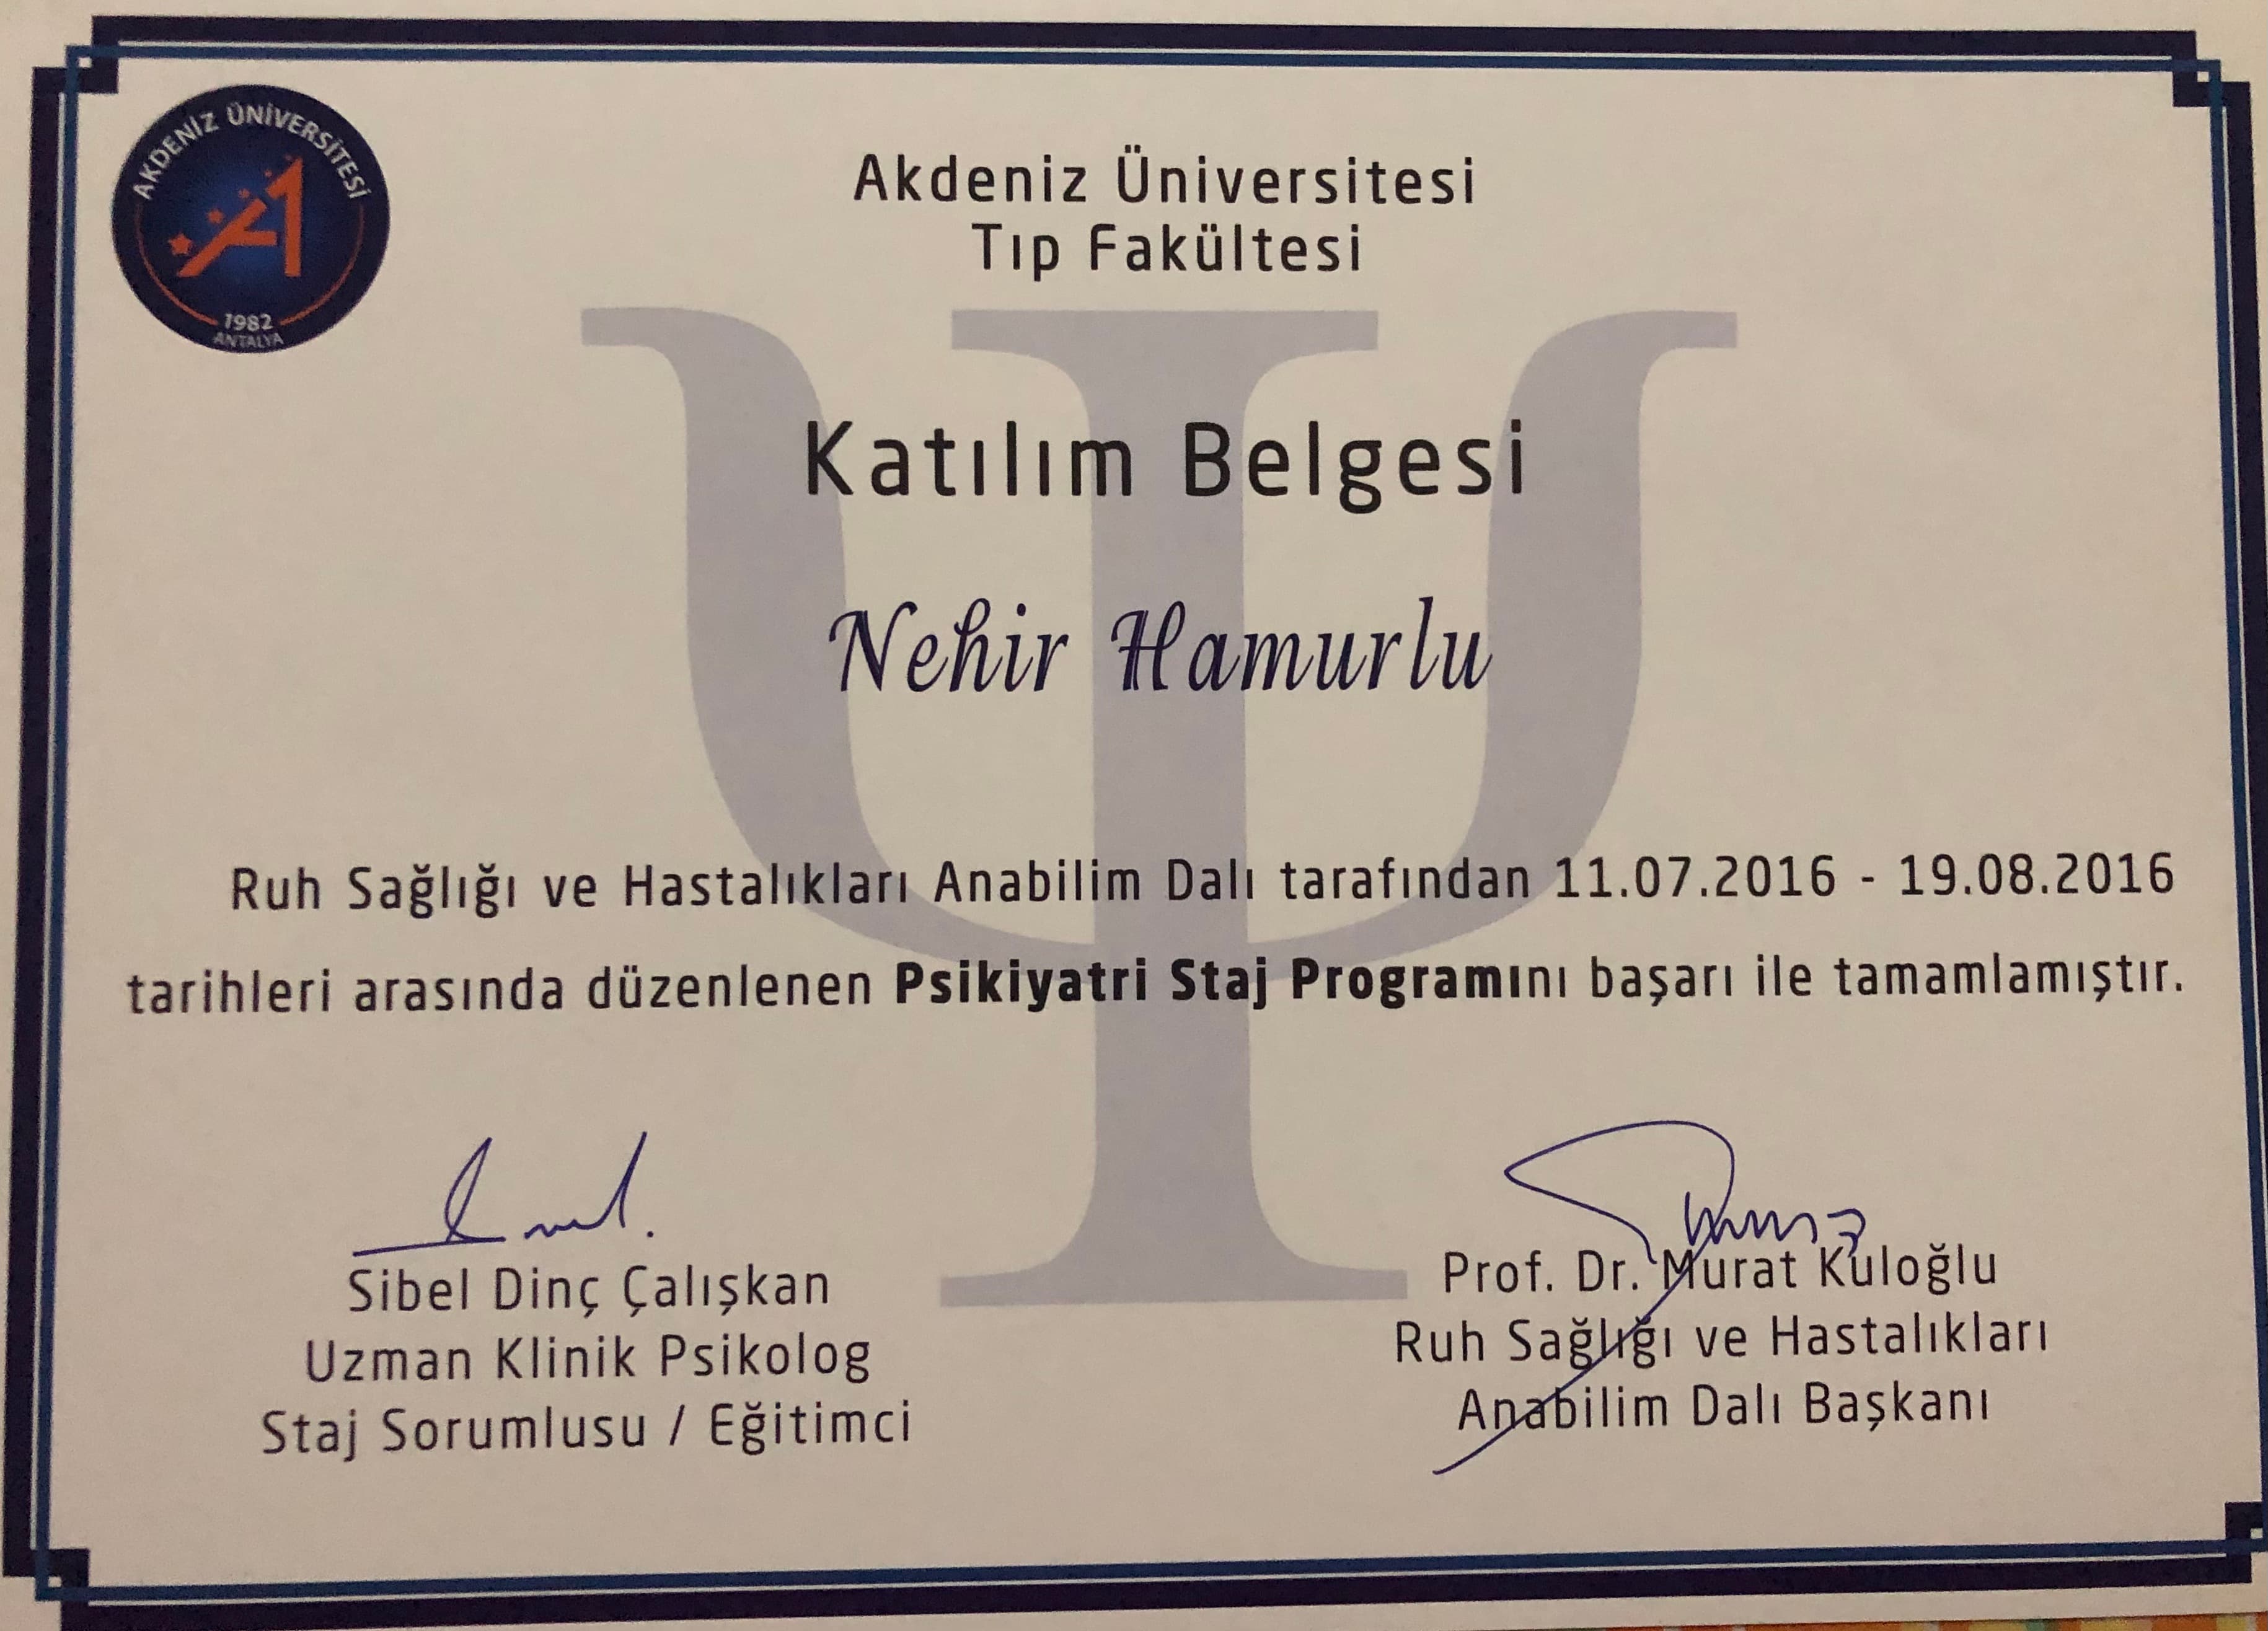 AKDENİZ ÜNİVERSİTESİ
1982
ANTALYA
Akdeniz Üniversitesi
Tıp Fakültesi
Katılım Belgesi
Nehir Hamurlu
Ruh Sağlığı ve Hastalıkları Anabilim Dalı tarafından 11.07.2016 - 19.08.2016
tarihleri arasında düzenlenen Psikiyatri Staj Programını başarı ile tamamlamıştır.
Sibel Dinç Çalışkan
Uzman Klinik Psikolog
Staj Sorumlusu / Eğitimci
Prof. Dr. Murat Kuloğlu
Ruh Sağlığı ve Hastalıkları
Anabilim Dalı Başkanı